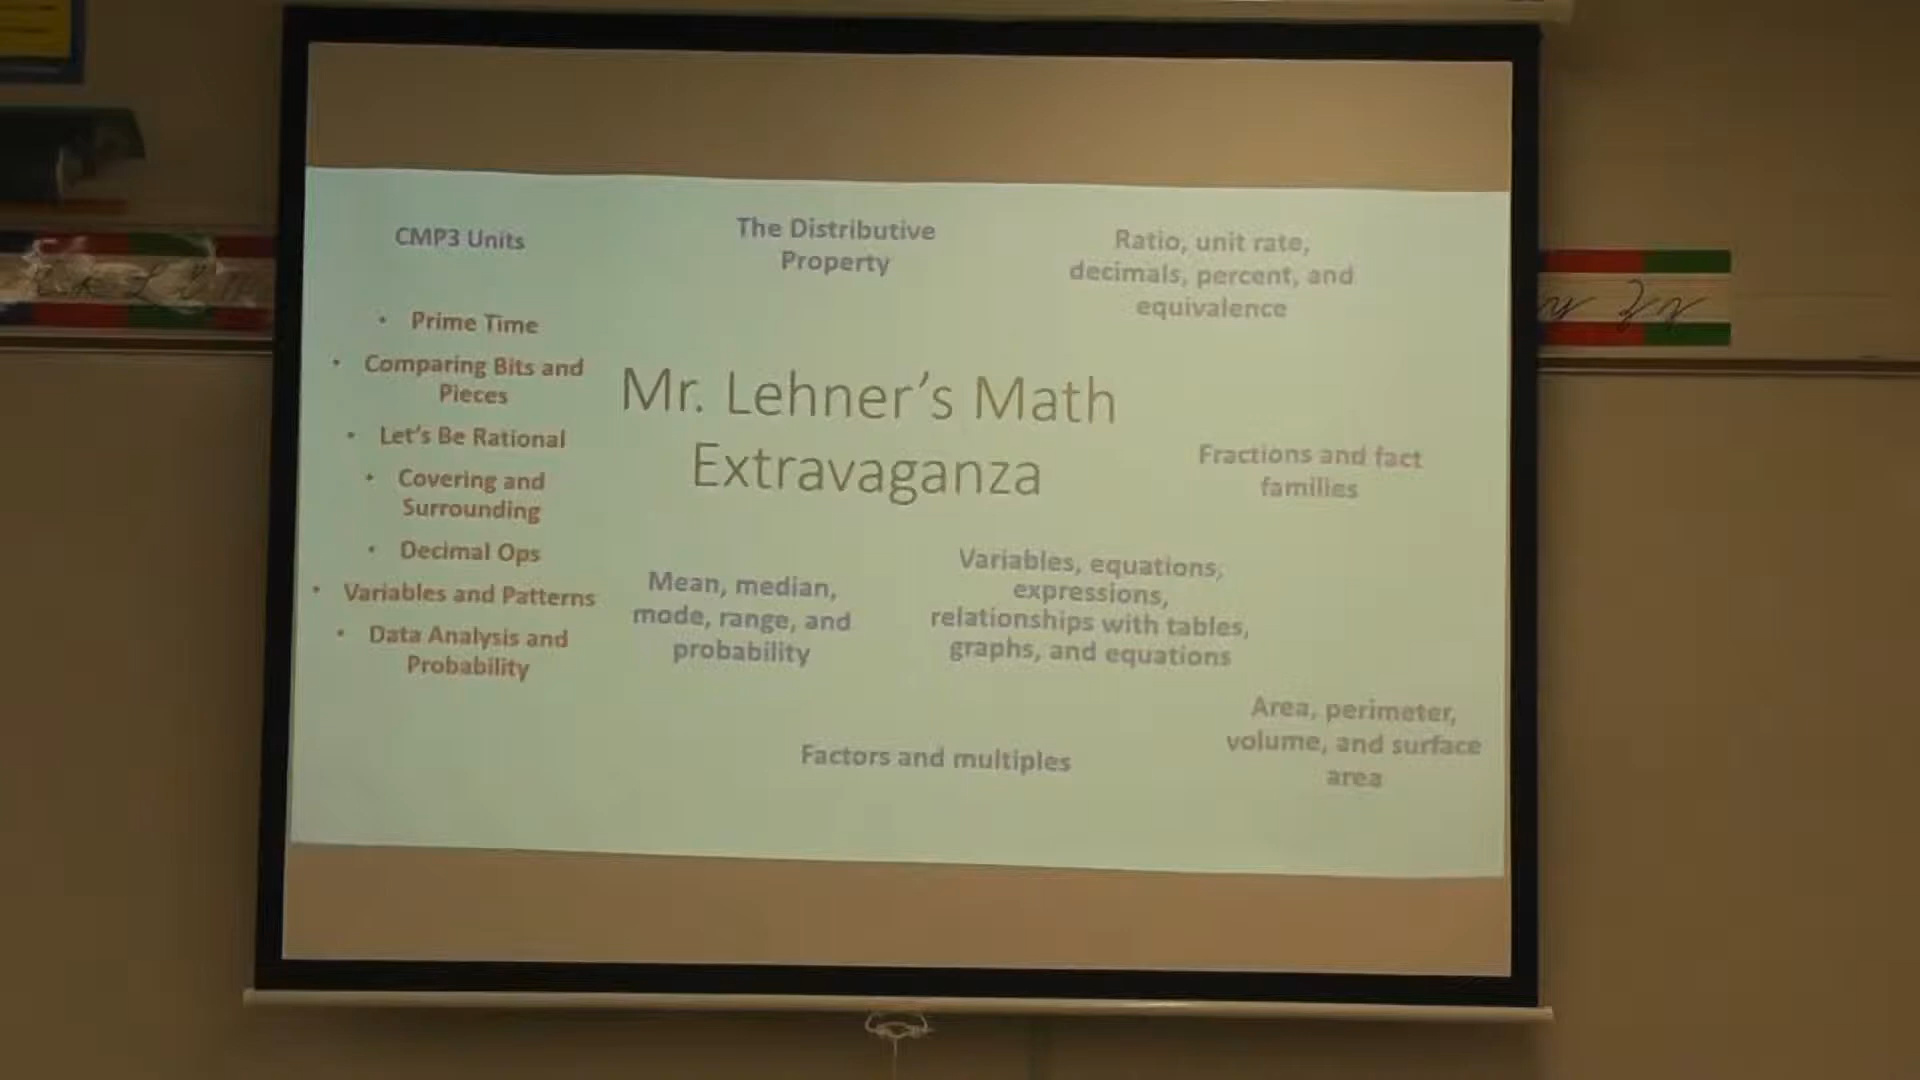 CMP3 Units
• Prime Time
• Comparing Bits and
Pieces
• Let's Be Rational
• Covering and
Surrounding
• Decimal Ops
• Variables and Patterns
• Data Analysis and
Probability
The Distributive
Property
Ratio, unit rate,
decimals, percent, and
equivalence
Mr. Lehner's Math
Extravaganza
Fractions and fact
families
Mean, median,
mode, range, and
probability
Variables, equations,
expressions,
relationships with tables,
graphs, and equations
Area, perimeter,
volume, and surface
area
Factors and multiples